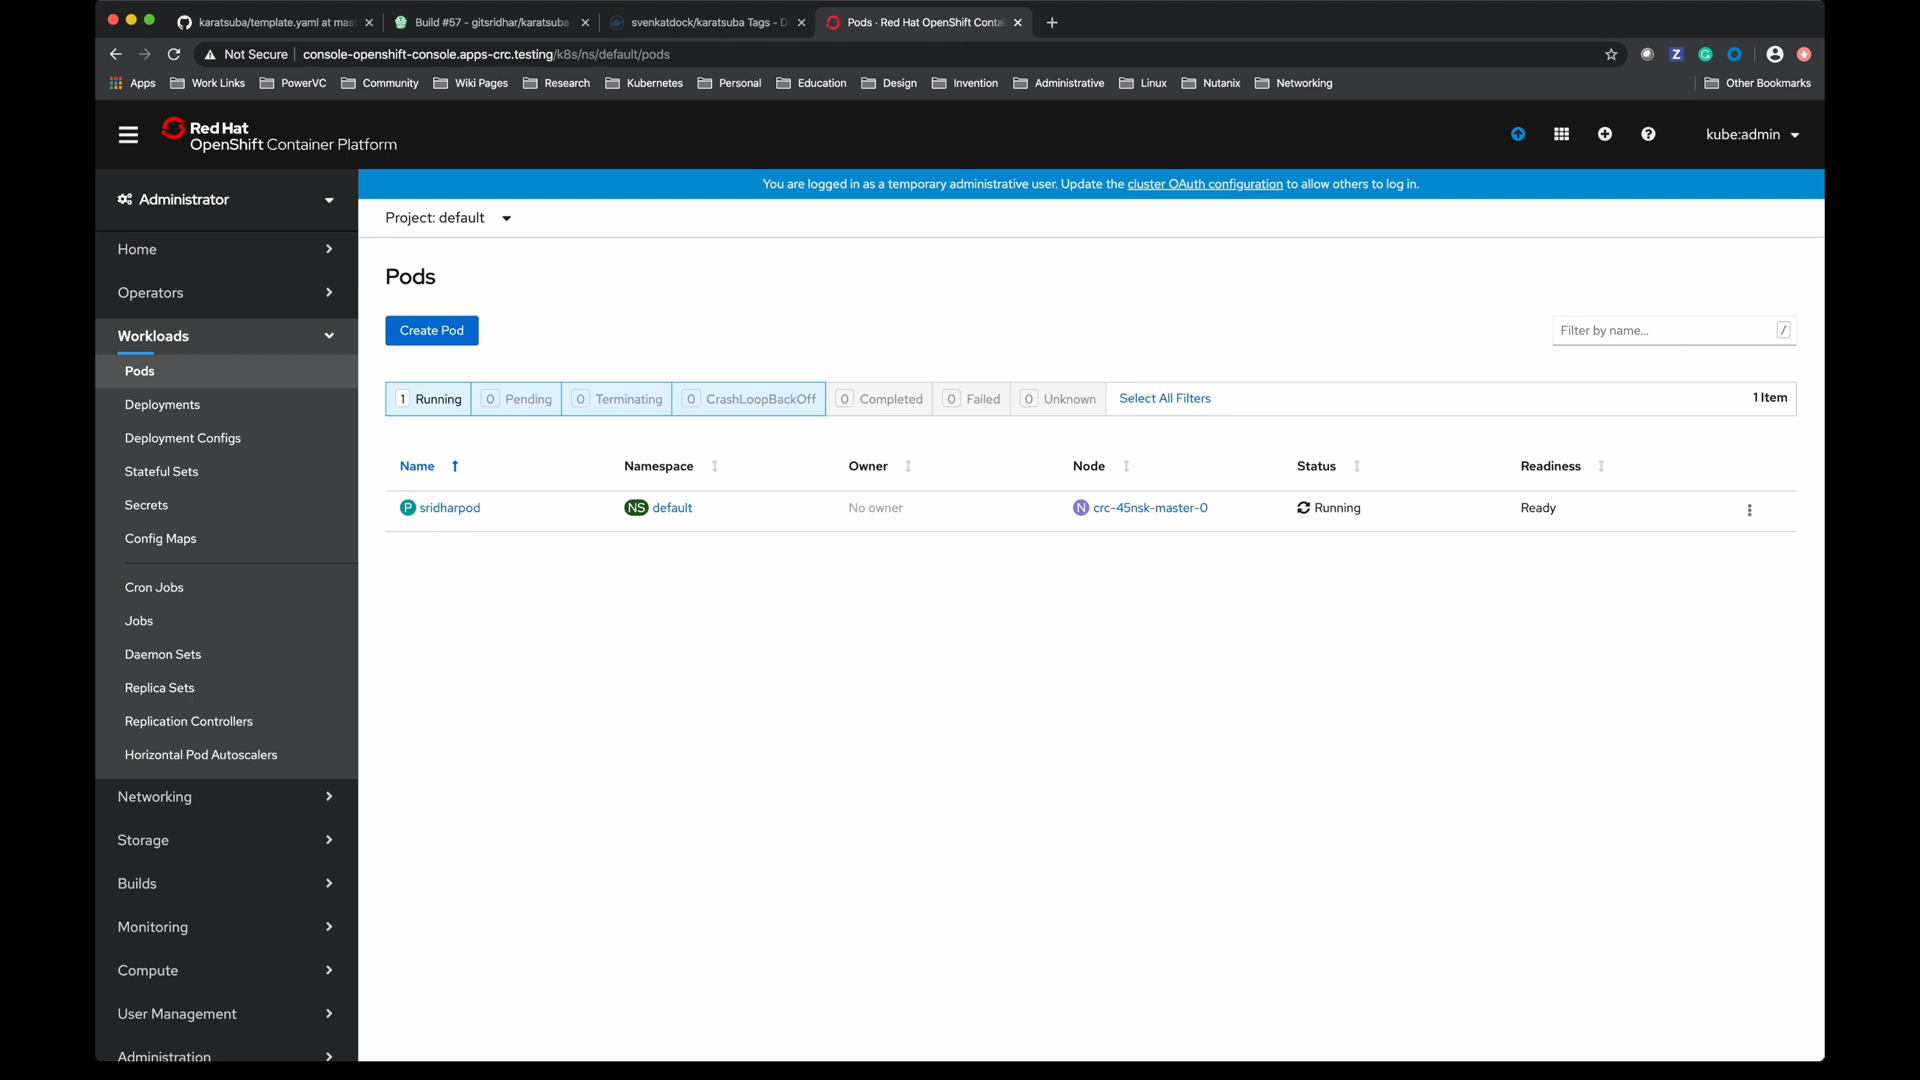 karatsuba/template.yaml at mas
Build #57 - gitsridhar/karatsuba
svenkatdock/karatsuba Tags - D
Pods · Red Hat OpenShift Conta
Not Secure
console-openshift-console.apps-crc.testing/k8s/ns/default/pods
Apps
Work Links
PowerVC
Community
Wiki Pages
Research
Kubernetes
Personal
Education
Design
Invention
Administrative
Linux
Nutanix
Networking
Other Bookmarks
Red Hat
OpenShift Container Platform
kube:admin
You are logged in as a temporary administrative user. Update the cluster OAuth configuration to allow others to log in.
Administrator
Project: default
Home
Operators
Workloads
Pods
Deployments
Deployment Configs
Stateful Sets
Secrets
Config Maps
Cron Jobs
Jobs
Daemon Sets
Replica Sets
Replication Controllers
Horizontal Pod Autoscalers
Networking
Storage
Builds
Monitoring
Compute
User Management
Administration
Pods
Create Pod
Filter by name... /
1 Running
0 Pending
0 Terminating
0 CrashLoopBackOff
0 Completed
0 Failed
0 Unknown
Select All Filters
1 Item
Name
Namespace
Owner
Node
Status
Readiness
P sridharpod
NS default
No owner
N crc-45nsk-master-0
Running
Ready